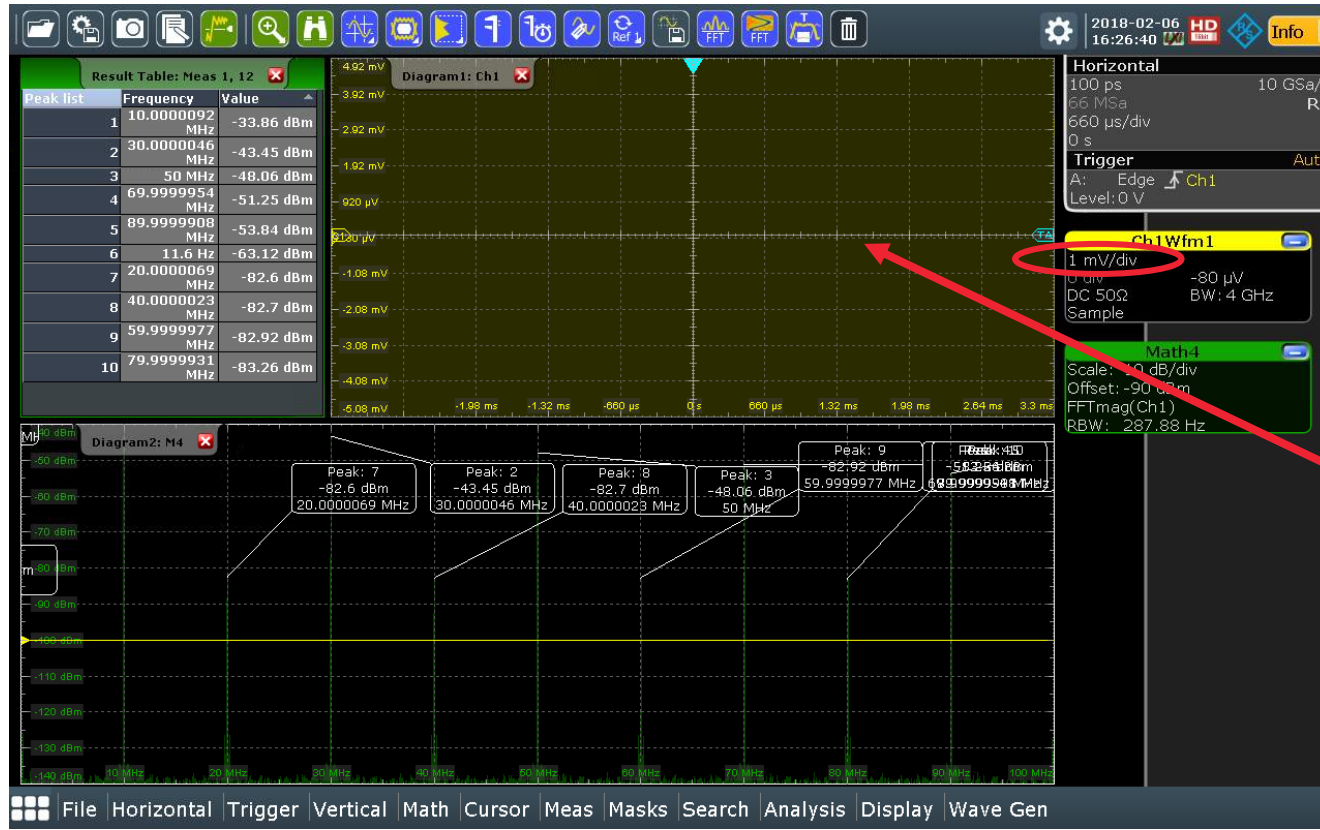 2018-02-06 HD
16:26:40
Info
FFT
FFT
Ref 1
Result Table: Meas 1, 12
Peak list Frequency Value
1 10.0000092 MHz -33.86 dBm
2 30.0000046 MHz -43.45 dBm
3 50 MHz -48.06 dBm
4 69.9999954 MHz -51.25 dBm
5 89.9999908 MHz -53.84 dBm
6 11.6 Hz -63.12 dBm
7 20.0000069 MHz -82.6 dBm
8 40.0000023 MHz -82.7 dBm
9 59.9999977 MHz -82.92 dBm
10 79.9999931 MHz -83.26 dBm
Diagram1: Ch1
4.92 mV
3.92 mV
2.92 mV
1.92 mV
920 µV
-1.08 mV
-2.08 mV
-3.08 mV
-4.08 mV
-5.08 mV
-1.98 ms -1.32 ms -660 µs 0 s 660 µs 1.32 ms 1.98 ms 2.64 ms 3.3 ms
TA
Horizontal
100 ps 10 GSa/
66 MSa R
660 µs/div
0 s
Trigger Aut
A: Edge Ch1
Level: 0 V
Ch1Wfm1
1 mV/div
0 div -80 µV
DC 50Ω BW: 4 GHz
Sample
Math4
Scale: 10 dB/div
Offset: -90 dBm
FFTmag(Ch1)
RBW: 287.88 Hz
Diagram2: M4
-50 dBm
-60 dBm
-70 dBm
-80 dBm
-90 dBm
-100 dBm
-110 dBm
-120 dBm
-130 dBm
-140 dBm
10 MHz 20 MHz 30 MHz 40 MHz 50 MHz 60 MHz 70 MHz 80 MHz 90 MHz 100 MHz
Peak: 7
-82.6 dBm
20.0000069 MHz
Peak: 2
-43.45 dBm
30.0000046 MHz
Peak: 8
-82.7 dBm
40.0000023 MHz
Peak: 3
-48.06 dBm
50 MHz
Peak: 9
-82.92 dBm
59.9999977 MHz
File Horizontal Trigger Vertical Math Cursor Meas Masks Search Analysis Display Wave Gen